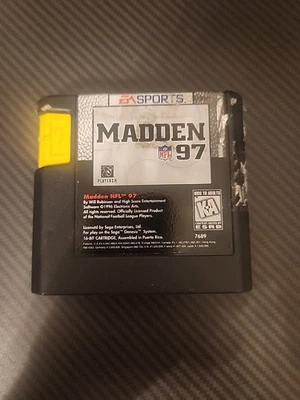 EA SPORTS
MADDEN
NFL 97
PLAYERS
Madden NFL™ 97
By Will Robinson and High Score Entertainment
Software ©1996 Electronic Arts.
All rights reserved. Officially Licensed Product
of the National Football League Players.
Licensed by Sega Enterprises, Ltd.
For play on the Sega™ Genesis™ System.
16-BIT CARTRIDGE, Assembled in Puerto Rico.
KIDS TO ADULTS
K-A
ESRB
7689